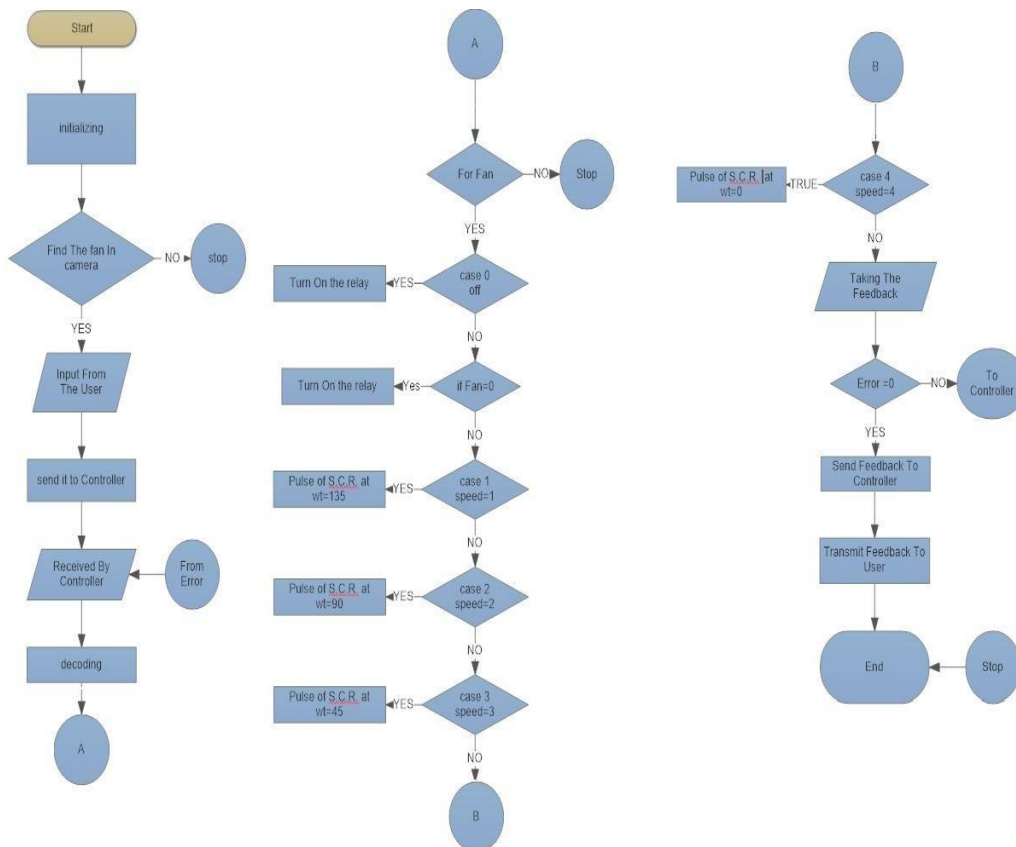 Start
initializing
Find The fan In
camera
NO
stop
YES
Input From
The User
send it to Controller
Received By
Controller
From
Error
decoding
A
A
For Fan
NO
Stop
YES
case 0
off
YES
Turn On the relay
NO
if Fan=0
Yes
Turn On the relay
NO
case 1
speed=1
YES
Pulse of S.C.R. at
wt=135
NO
case 2
speed=2
YES
Pulse of S.C.R. at
wt=90
NO
case 3
speed=3
YES
Pulse of S.C.R. at
wt=45
NO
B
B
case 4
speed=4
TRUE
Pulse of S.C.R. at
wt=0
NO
Taking The
Feedback
Error =0
NO
To
Controller
YES
Send Feedback To
Controller
Transmit Feedback To
User
End
Stop